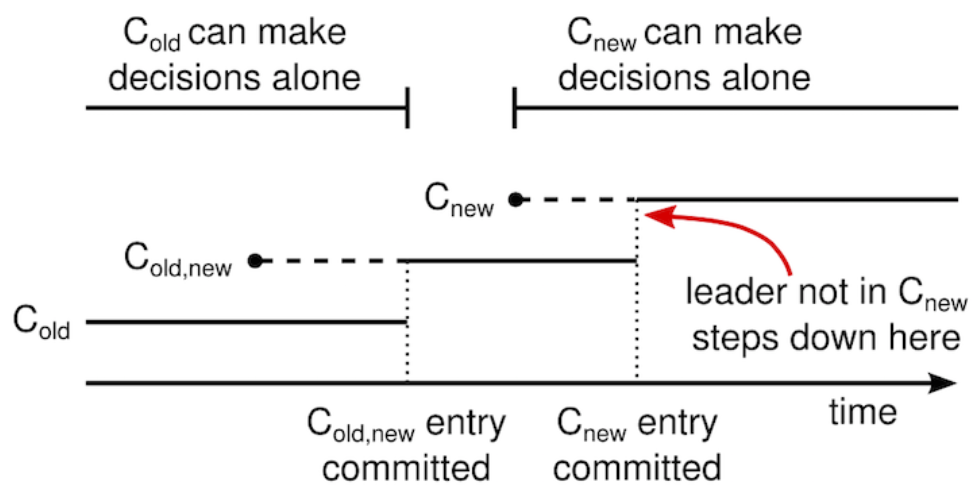 C_old can make
decisions alone
C_new can make
decisions alone
C_new
C_old,new
C_old
leader not in C_new
steps down here
time
C_old,new entry
committed
C_new entry
committed